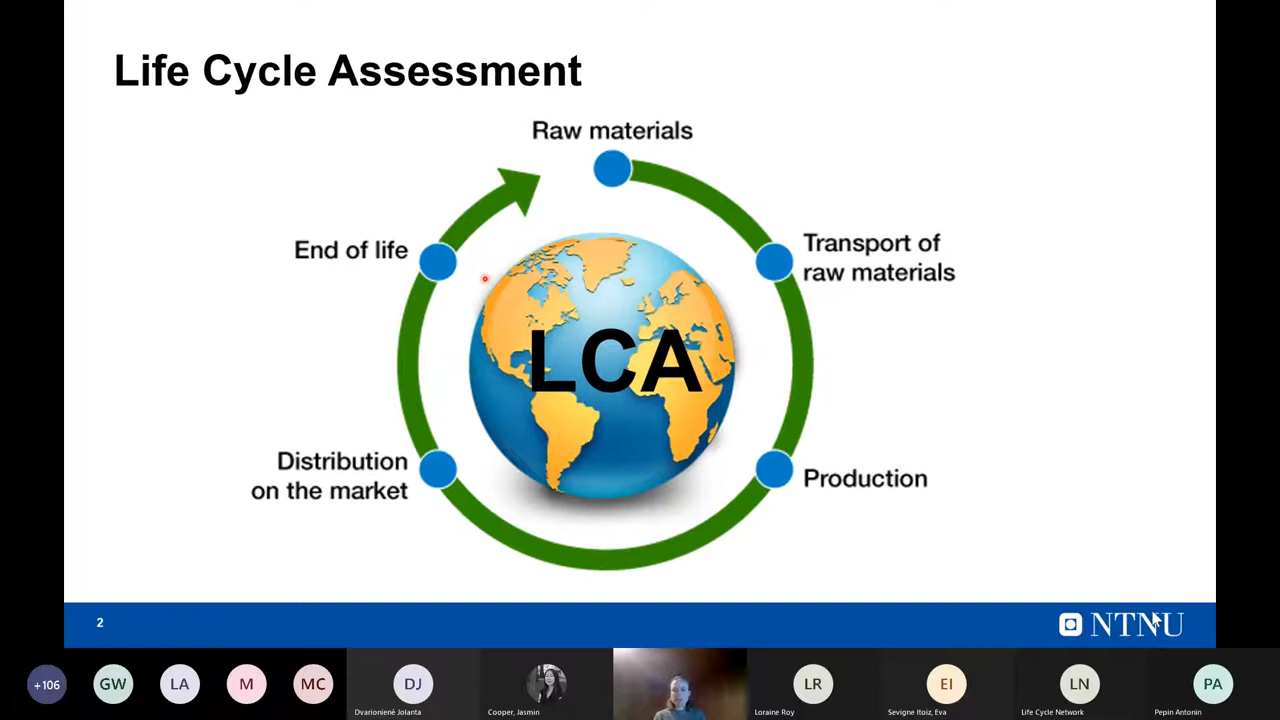 Life Cycle Assessment
Raw materials
End of life
Transport of
raw materials
LCA
Distribution
on the market
Production
2
NTNU
+106
GW
LA
M
MC
DJ
LR
EI
LN
PA
Dvarionienė Jolanta
Cooper, Jasmin
Loraine Roy
Sevigne Itoiz, Eva
Life Cycle Network
Pepin Antonin